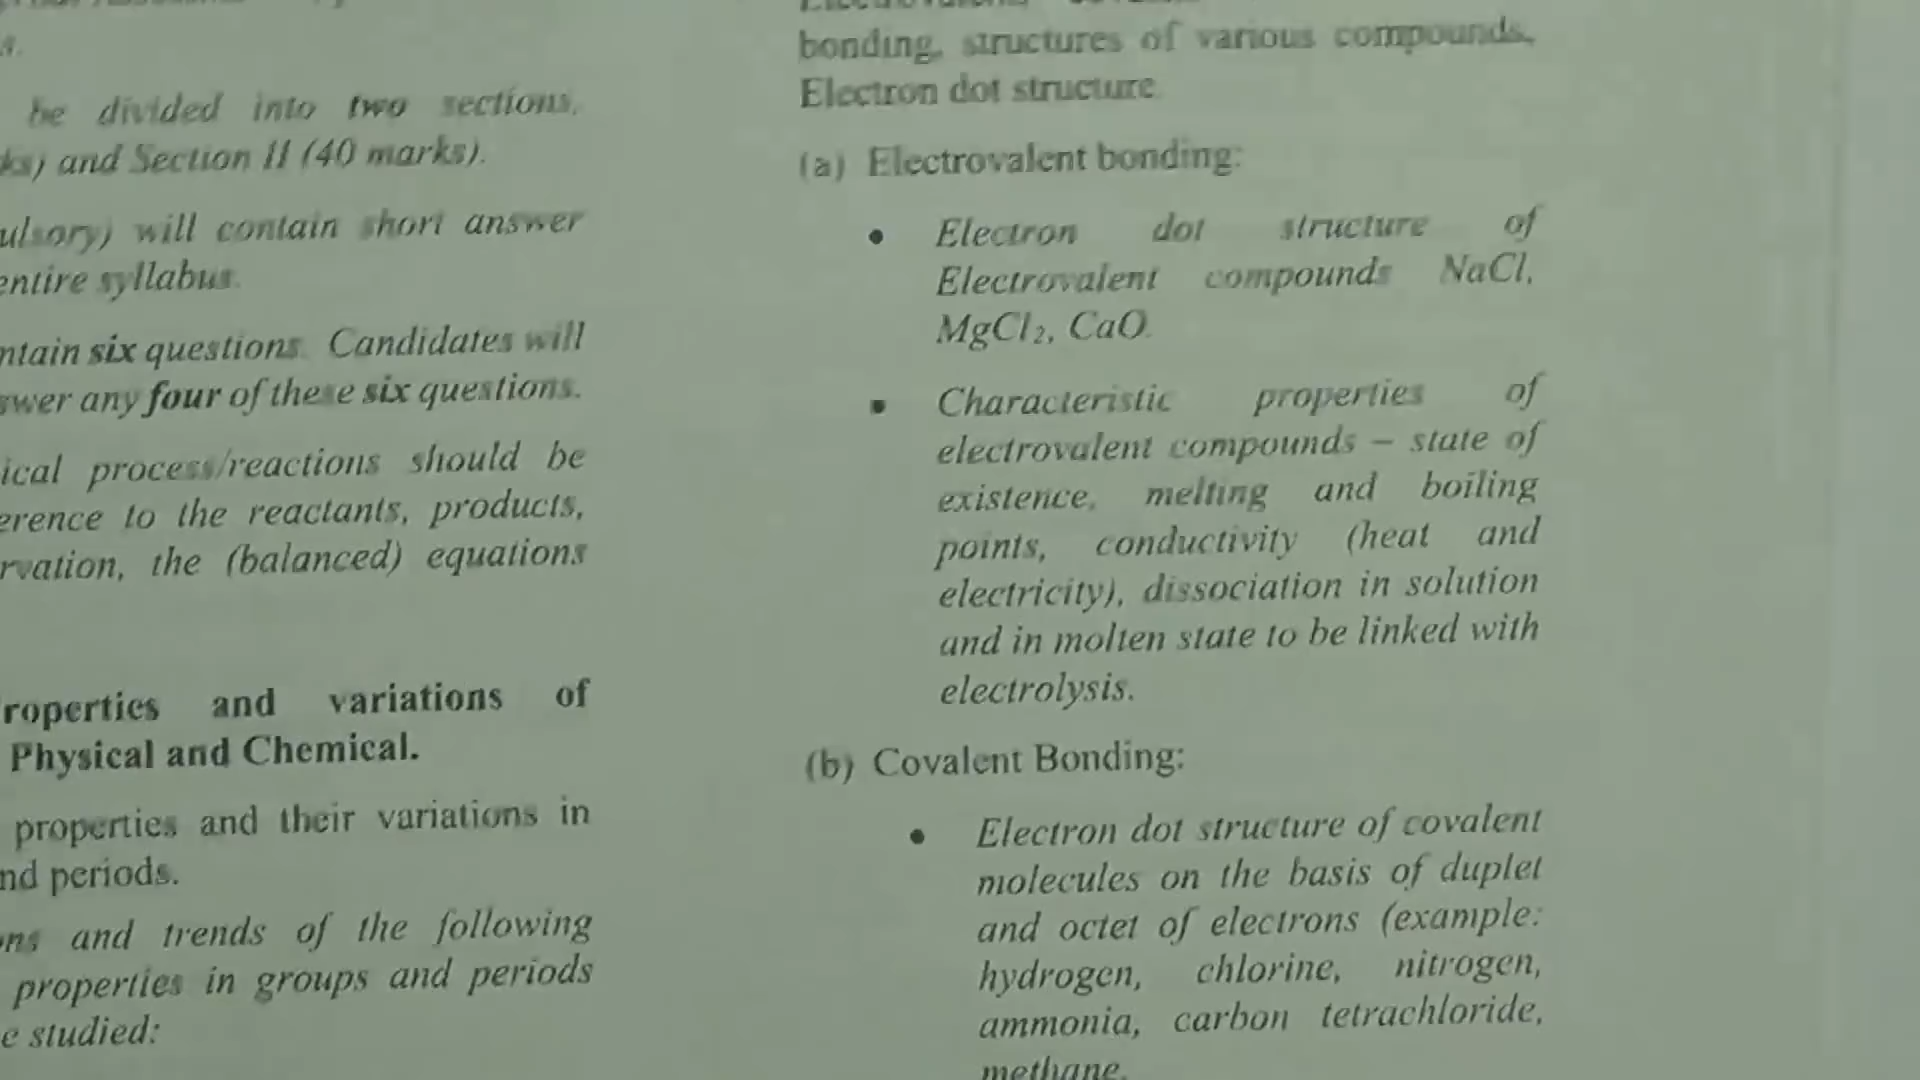 be divided into two sections,
ks) and Section II (40 marks).
ulsory) will contain short answer
entire syllabus.
ntain six questions. Candidates will
swer any four of these six questions.
ical process/reactions should be
erence to the reactants, products,
rvation, the (balanced) equations
roperties and variations of
Physical and Chemical.
properties and their variations in
nd periods.
ons and trends of the following
properties in groups and periods
e studied:
bonding, structures of various compounds,
Electron dot structure.
(a) Electrovalent bonding:
• Electron dot structure of
Electrovalent compounds NaCl,
MgCl₂, CaO.
▪ Characteristic properties of
electrovalent compounds – state of
existence, melting and boiling
points, conductivity (heat and
electricity), dissociation in solution
and in molten state to be linked with
electrolysis.
(b) Covalent Bonding:
• Electron dot structure of covalent
molecules on the basis of duplet
and octet of electrons (example:
hydrogen, chlorine, nitrogen,
ammonia, carbon tetrachloride,
methane.